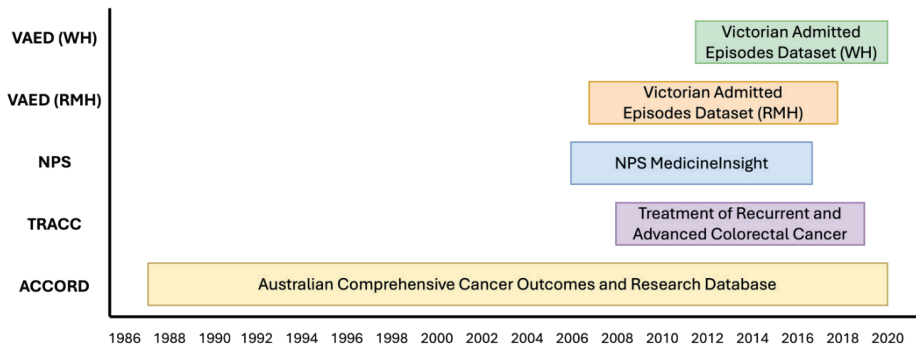 VAED (WH)
Victorian Admitted
Episodes Dataset (WH)
VAED (RMH)
Victorian Admitted
Episodes Dataset (RMH)
NPS
NPS MedicineInsight
TRACC
Treatment of Recurrent and
Advanced Colorectal Cancer
ACCORD
Australian Comprehensive Cancer Outcomes and Research Database
1986 1988 1990 1992 1994 1996 1998 2000 2002 2004 2006 2008 2010 2012 2014 2016 2018 2020